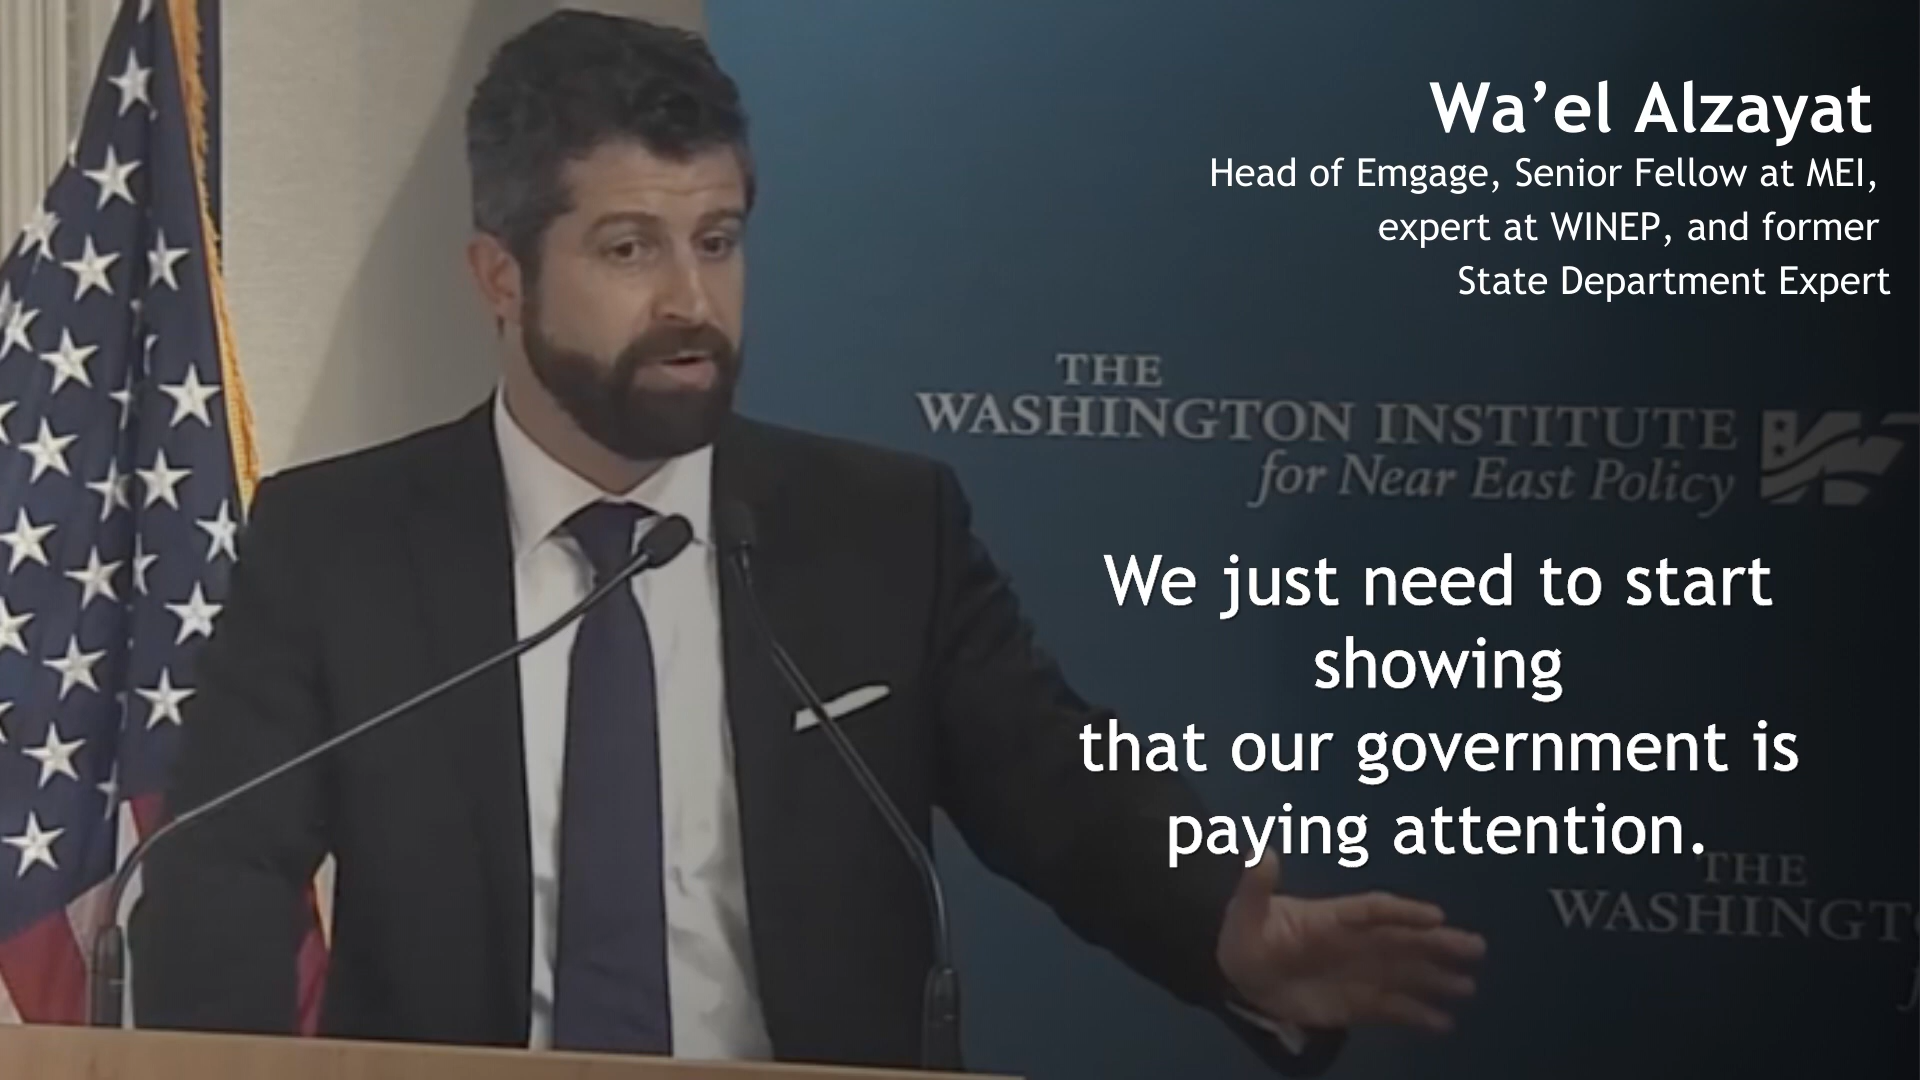 Wa’el Alzayat
Head of Emgage, Senior Fellow at MEI,
expert at WINEP, and former
State Department Expert
THE
WASHINGTON INSTITUTE
for Near East Policy
We just need to start
showing
that our government is
paying attention.
THE
WASHINGT